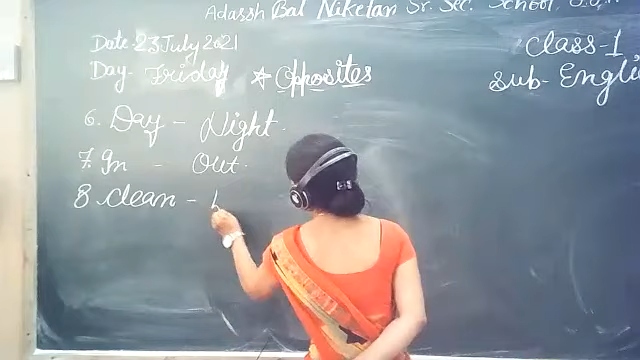 Adarsh Bal Niketan Sr. Sec. School
Date-23 July 2021
Class-1
Day- Friday
* Opposites
Sub- Engli
6. Day - Night.
7. In - Out.
8. Clean -